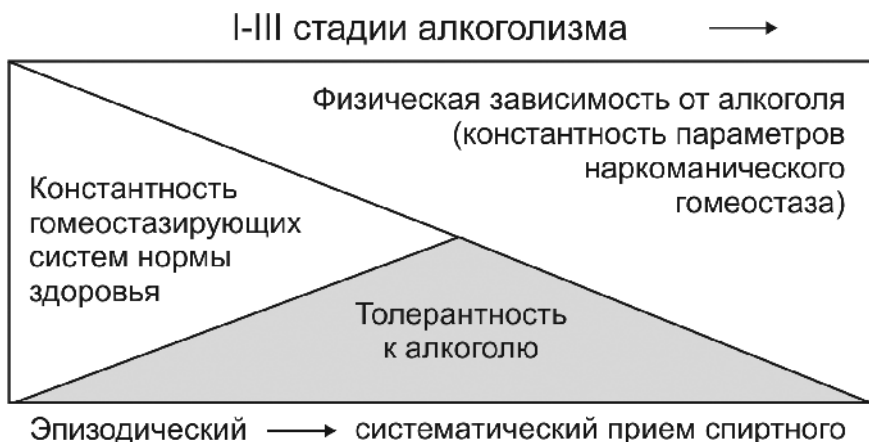 I-III стадии алкоголизма
Физическая зависимость от алкоголя
(константность параметров
наркоманического
гомеостаза)
Константность
гомеостазирующих
систем нормы
здоровья
Толерантность
к алкоголю
Эпизодический систематический прием спиртного